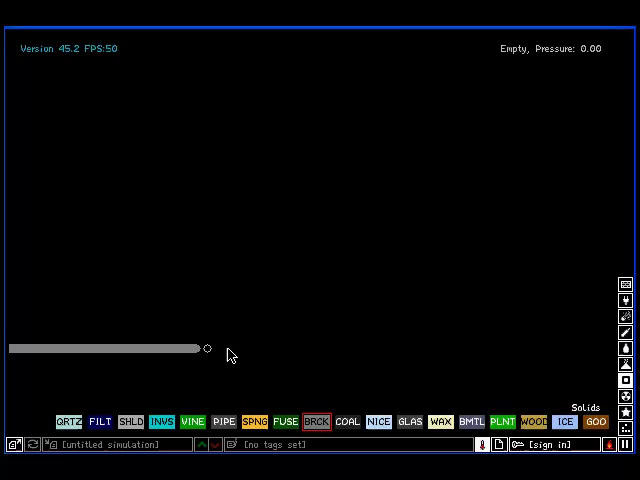 Version 45.2 FPS:50
Empty, Pressure: 0.00
Solids
QRTZ FILT SHLD INVS VINE PIPE SPNG FUSE BRCK COAL NICE GLAS WAX BMTL PLNT WOOD ICE GOO
[untitled simulation] [no tags set] [sign in]